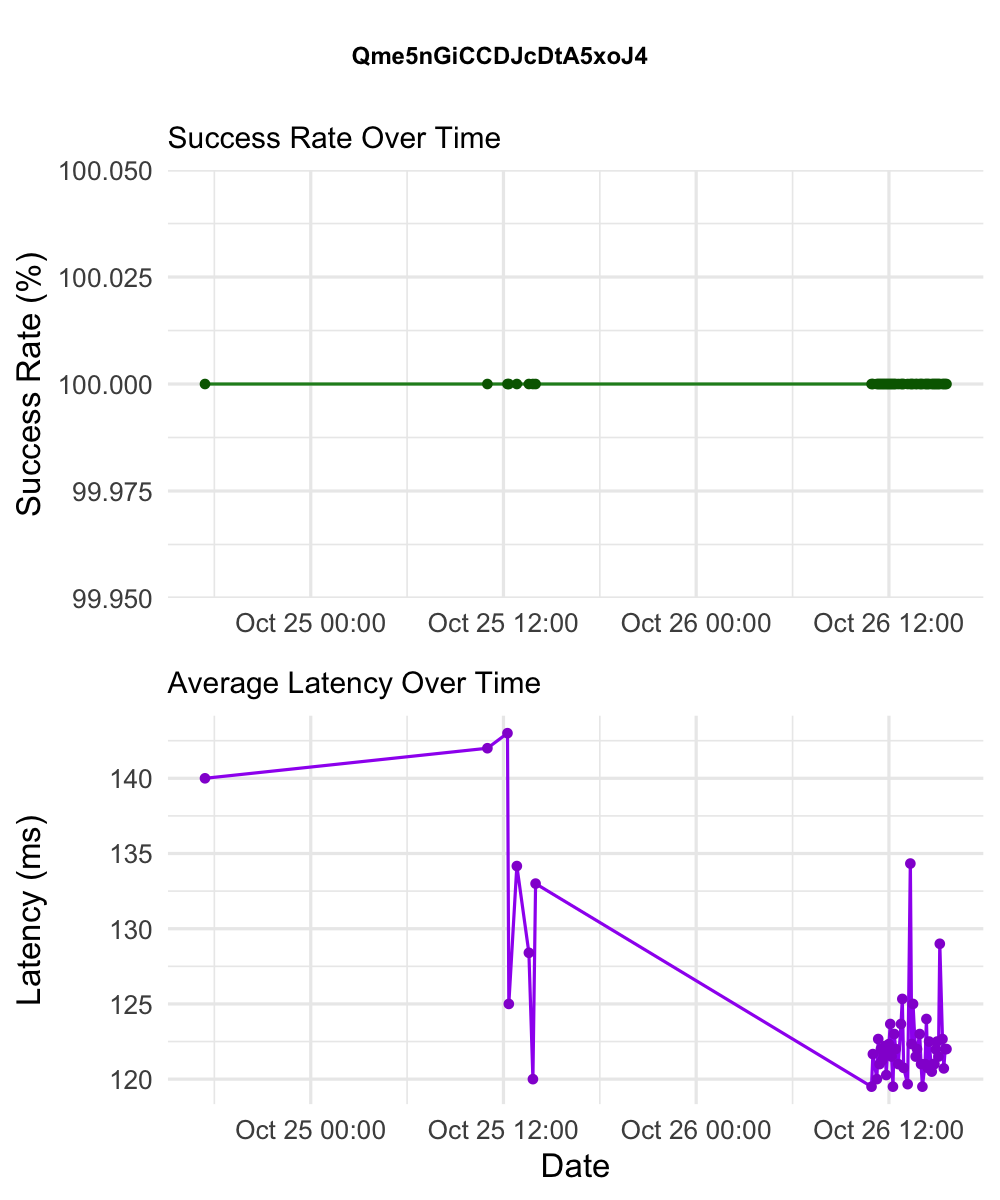 Qme5nGiCCDJcDtA5xoJ4
Success Rate Over Time
Success Rate (%)
100.050
100.025
100.000
99.975
99.950
Oct 25 00:00 Oct 25 12:00 Oct 26 00:00 Oct 26 12:00
Average Latency Over Time
Latency (ms)
140
135
130
125
120
Oct 25 00:00 Oct 25 12:00 Oct 26 00:00 Oct 26 12:00
Date